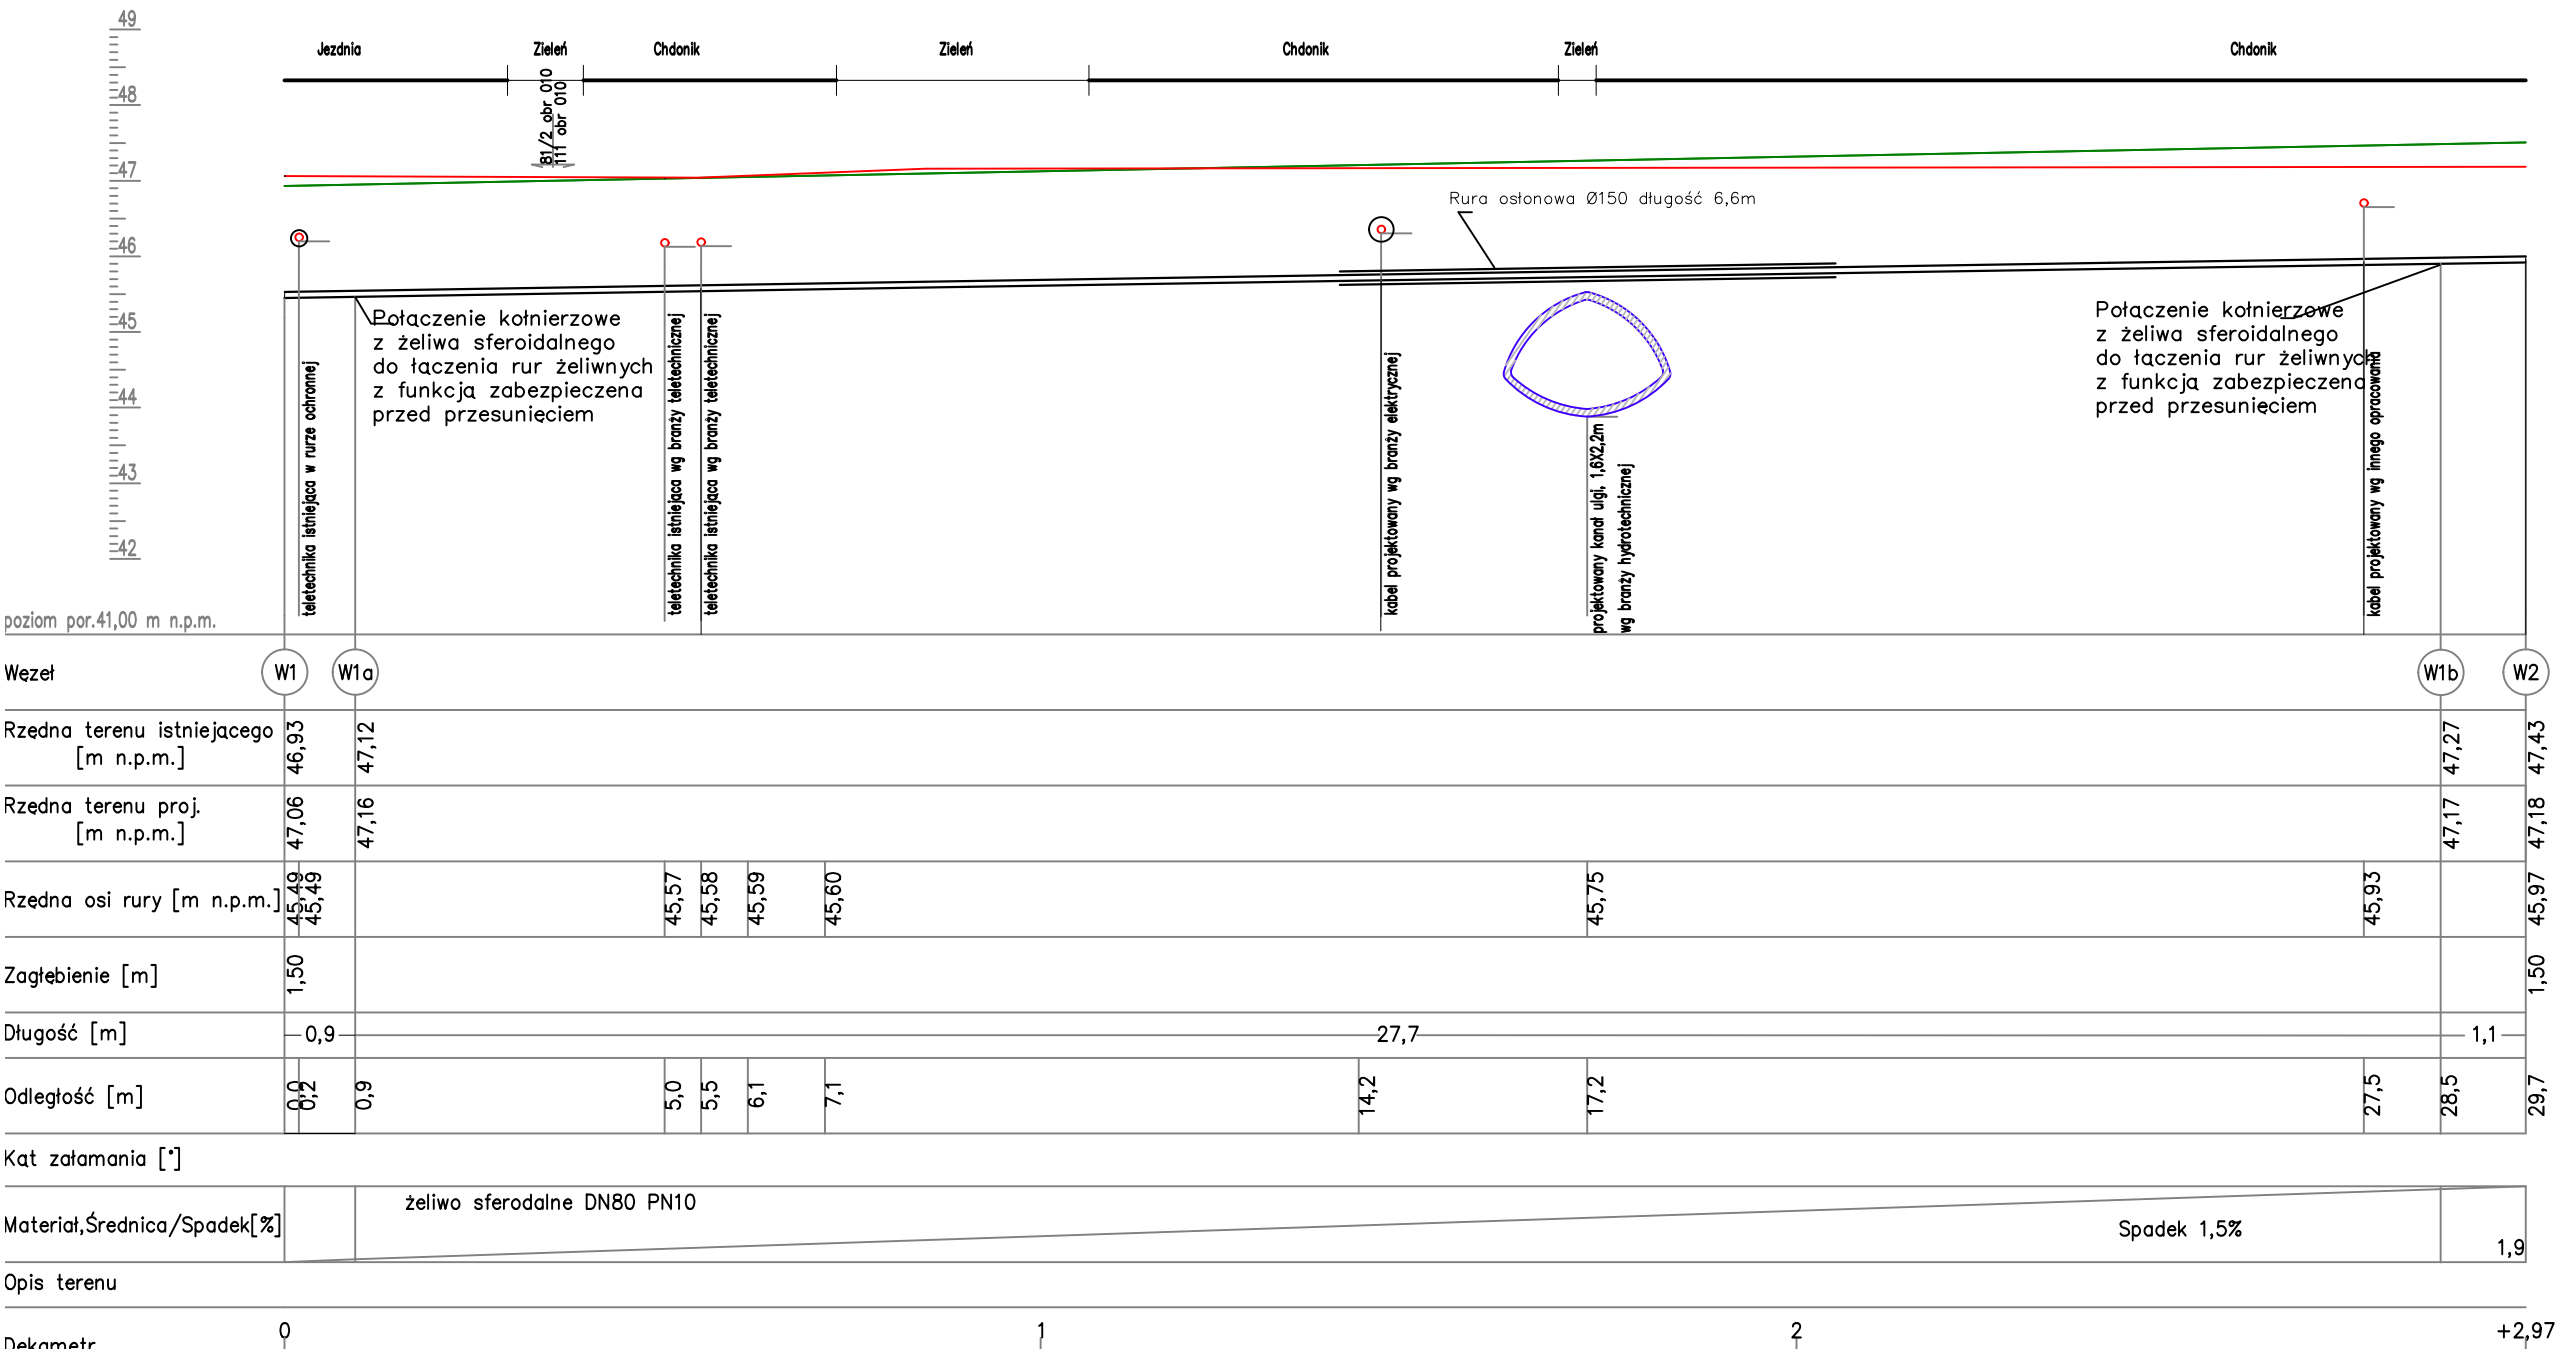 49
48
47
46
45
44
43
42
Jezdnia
Zieleń
Chdonik
Zieleń
Chdonik
Zieleń
Chdonik
81/2 obr 010
111 obr 010
Rura osłonowa Ø150 długość 6,6m
Połączenie kołnierzowe
z żeliwa sferoidalnego
do łączenia rur żeliwnych
z funkcją zabezpieczena
przed przesunięciem
Połączenie kołnierzowe
z żeliwa sferoidalnego
do łączenia rur żeliwnych
z funkcją zabezpieczena
przed przesunięciem
teletechnika istniejąca w rurze ochronnej
teletechnika istniejąca wg branży teletechnicznej
teletechnika istniejąca wg branży teletechnicznej
kabel projektowany wg branży elektrycznej
projektowany kanał ulgi, 1,6X2,2m
wg branży hydrotechnicznej
kabel projektowany wg innego opracowania
poziom por.41,00 m n.p.m.
Węzeł
W1
W1a
W1b
W2
Rzędna terenu istniejącego
[m n.p.m.]
46,93
47,12
47,27
47,43
Rzędna terenu proj.
[m n.p.m.]
47,06
47,16
47,17
47,18
Rzędna osi rury [m n.p.m.]
45,49
45,49
45,57
45,58
45,59
45,60
45,75
45,93
45,97
Zagłębienie [m]
1,50
1,50
Długość [m]
0,9
27,7
1,1
Odległość [m]
0,0
0,2
0,9
5,0
5,5
6,1
7,1
14,2
17,2
27,5
28,5
29,7
Kąt załamania [°]
Materiał,Średnica/Spadek[%]
żeliwo sferodalne DN80 PN10
Spadek 1,5%
1,9
Opis terenu
Dekametr
0
1
2
+2,97